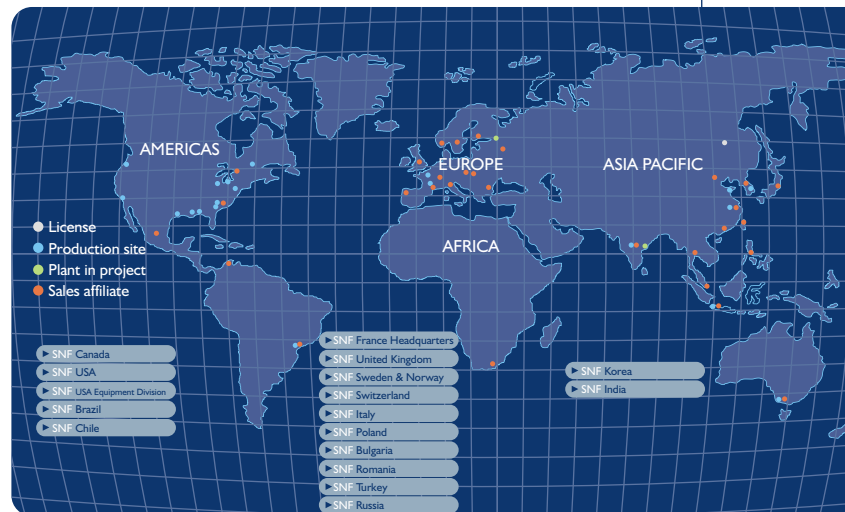 AMERICAS
EUROPE
ASIA PACIFIC
AFRICA
License
Production site
Plant in project
Sales affiliate
SNF Canada
SNF USA
SNF USA Equipment Division
SNF Brazil
SNF Chile
SNF France Headquarters
SNF United Kingdom
SNF Sweden & Norway
SNF Switzerland
SNF Italy
SNF Poland
SNF Bulgaria
SNF Romania
SNF Turkey
SNF Russia
SNF Korea
SNF India